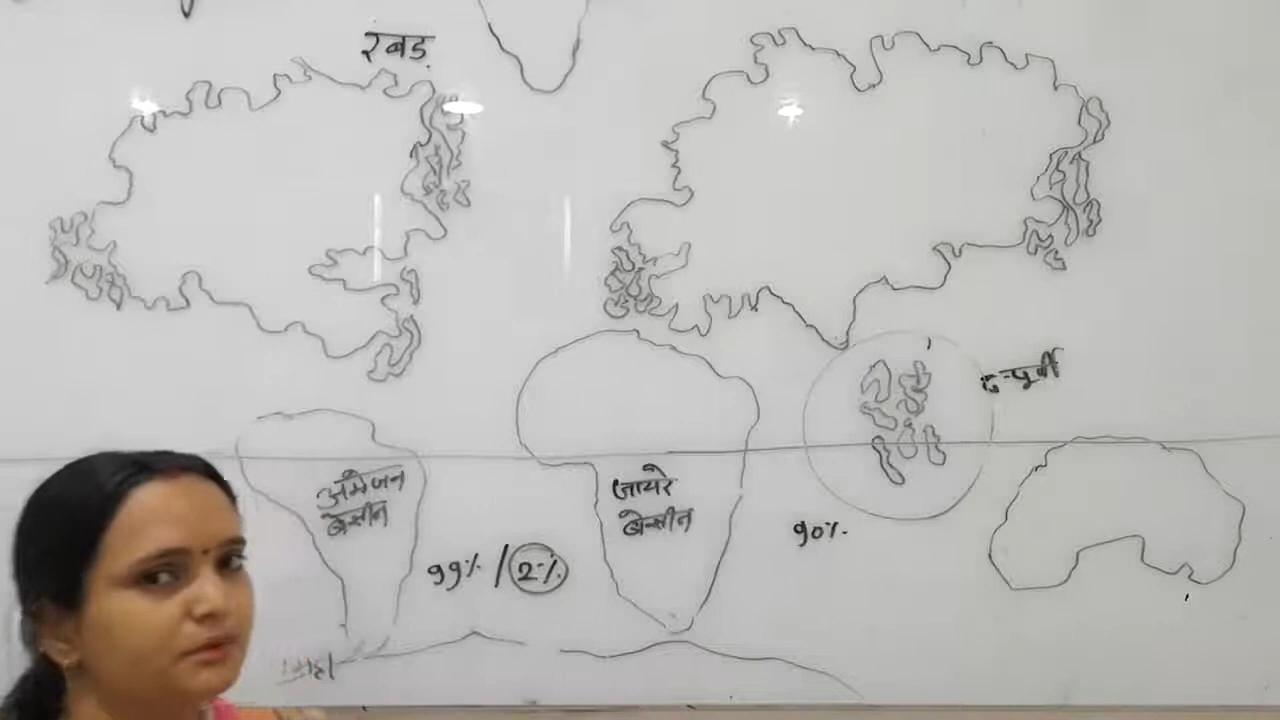 रबड़
द-पूर्वी
अमेजन
बेसीन
जायरे
बेसीन
99% / 2%
90%.